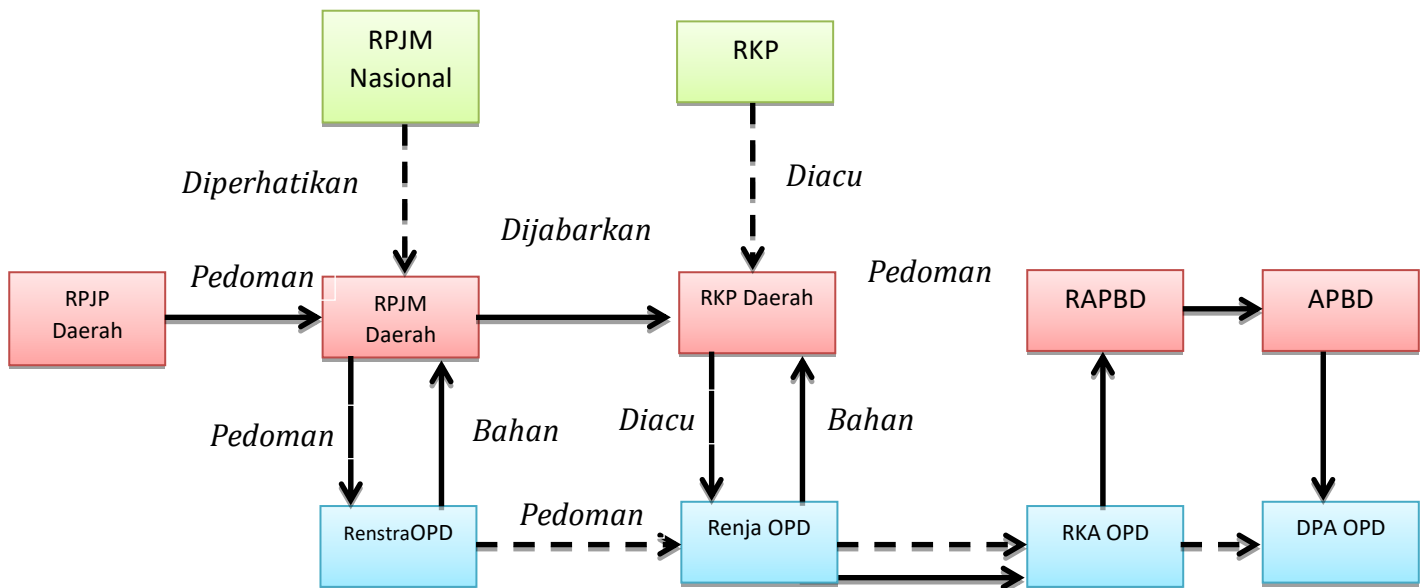 RPJM
Nasional
RKP
Diperhatikan
Diacu
Dijabarkan
Pedoman
Pedoman
RPJP
Daerah
RPJM
Daerah
RKP Daerah
RAPBD
APBD
Pedoman
Bahan
Diacu
Bahan
Pedoman
RenstraOPD
Renja OPD
RKA OPD
DPA OPD